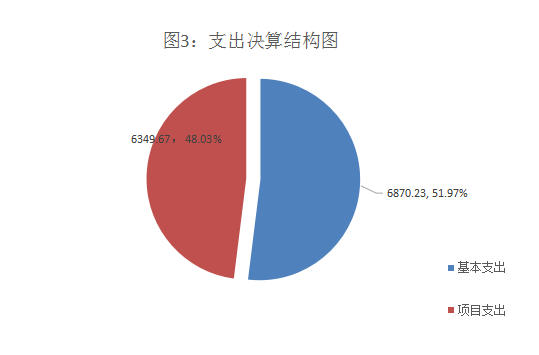 图3：支出决算结构图
6349.67， 48.03%
6870.23, 51.97%
基本支出
项目支出